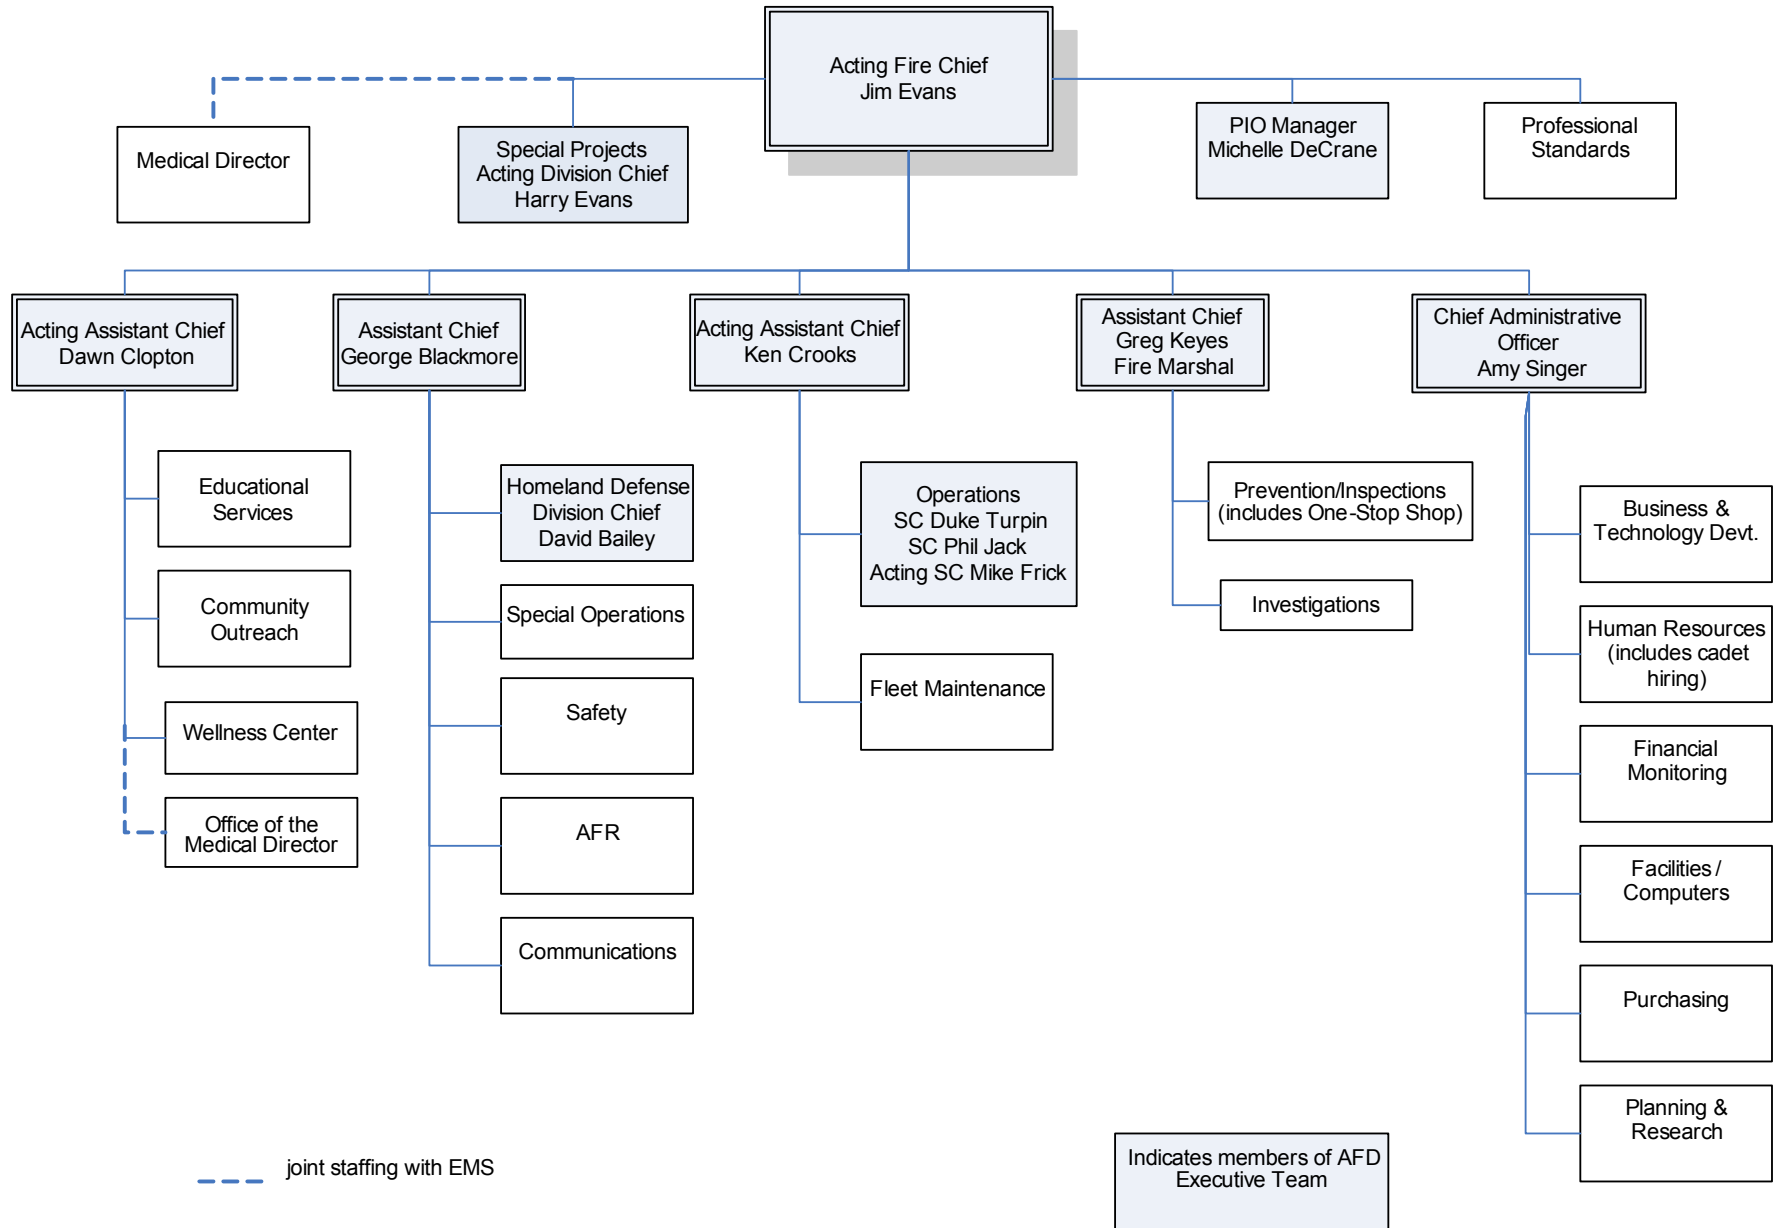 Acting Fire Chief
Jim Evans
Medical Director
Special Projects
Acting Division Chief
Harry Evans
PIO Manager
Michelle DeCrane
Professional
Standards
Acting Assistant Chief
Dawn Clopton
Assistant Chief
George Blackmore
Acting Assistant Chief
Ken Crooks
Assistant Chief
Greg Keyes
Fire Marshal
Chief Administrative
Officer
Amy Singer
Educational
Services
Community
Outreach
Wellness Center
Office of the
Medical Director
Homeland Defense
Division Chief
David Bailey
Special Operations
Safety
AFR
Communications
Operations
SC Duke Turpin
SC Phil Jack
Acting SC Mike Frick
Fleet Maintenance
Prevention/Inspections
(includes One-Stop Shop)
Investigations
Business &
Technology Devt.
Human Resources
(includes cadet
hiring)
Financial
Monitoring
Facilities /
Computers
Purchasing
Planning &
Research
joint staffing with EMS
Indicates members of AFD
Executive Team